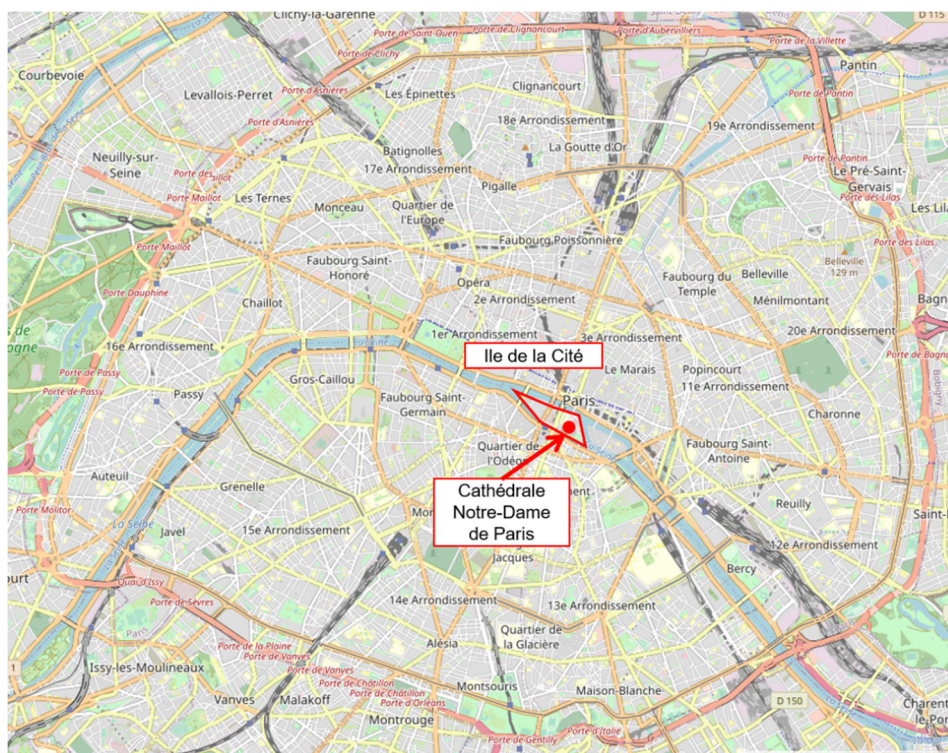 Clichy-la-Garenne
D 115
Porte de Saint-Ouen
Porte de Clignancourt
Porte d'Aubervilliers
Porte de la Villette
Porte de Clichy
Courbevoie
Pantin
Levallois-Perret
Porte d'Asnières
Les Épinettes
Clignancourt
Porte de Pantin
Porte d'Asnières
18e Arrondissement
19e Arrondissement
Neuilly-sur-
Seine
Batignolles
17e Arrondissement
La Goutte d'Or
Porte de Pantin
Le Pré-Saint-
Gervais
Porte Maillot
Les Ternes
Monceau
Pigalle
Porte des Lilas
Les Lila
Quartier de
l'Europe
Porte Maillot
Faubourg Poissonnière
Porte des Lilas
Faubourg Saint-
Honoré
Opéra
Faubourg du
Temple
Belleville
Belleville
129 m
Porte Dauphine
Chaillot
2e Arrondissement
Ménilmontant
Bagn
16e Arrondissement
La Seine
1er Arrondissement
3e Arrondissement
20e Arrondissement
Ile de la Cité
Porte de Bagn
Porte de Passy
Porte de Passy
Passy
Gros-Caillou
Le Marais
Popincourt
11e Arrondissement
Bobigny
Faubourg Saint-
Germain
Paris
Charonne
Quartier de
l'Odéon
La Seine
Faubourg Saint-
Antoine
Auteuil
Grenelle
Cathédrale
Notre-Dame
de Paris
Reuilly
Porte Molitor
Saint-
La Seine
Javel
15e Arrondissement
Jacques
12e Arrondissement
Bercy
Quai d'Issy
Porte de Sèvres
14e Arrondissement
13e Arrondissement
Paris
Porte de la Plaine
Porte de Vanves
Alésia
Quartier de
la Glacière
Issy-les-Moulineaux
Porte de Vanves
Porte de Châtillon
Porte de Châtillon
Porte d'Orléans
Vanves
Malakoff
Montsouris
Maison-Blanche
D 150
Charent
le-Po
Montrouge
Porte de Gentilly
Porte d'Italie